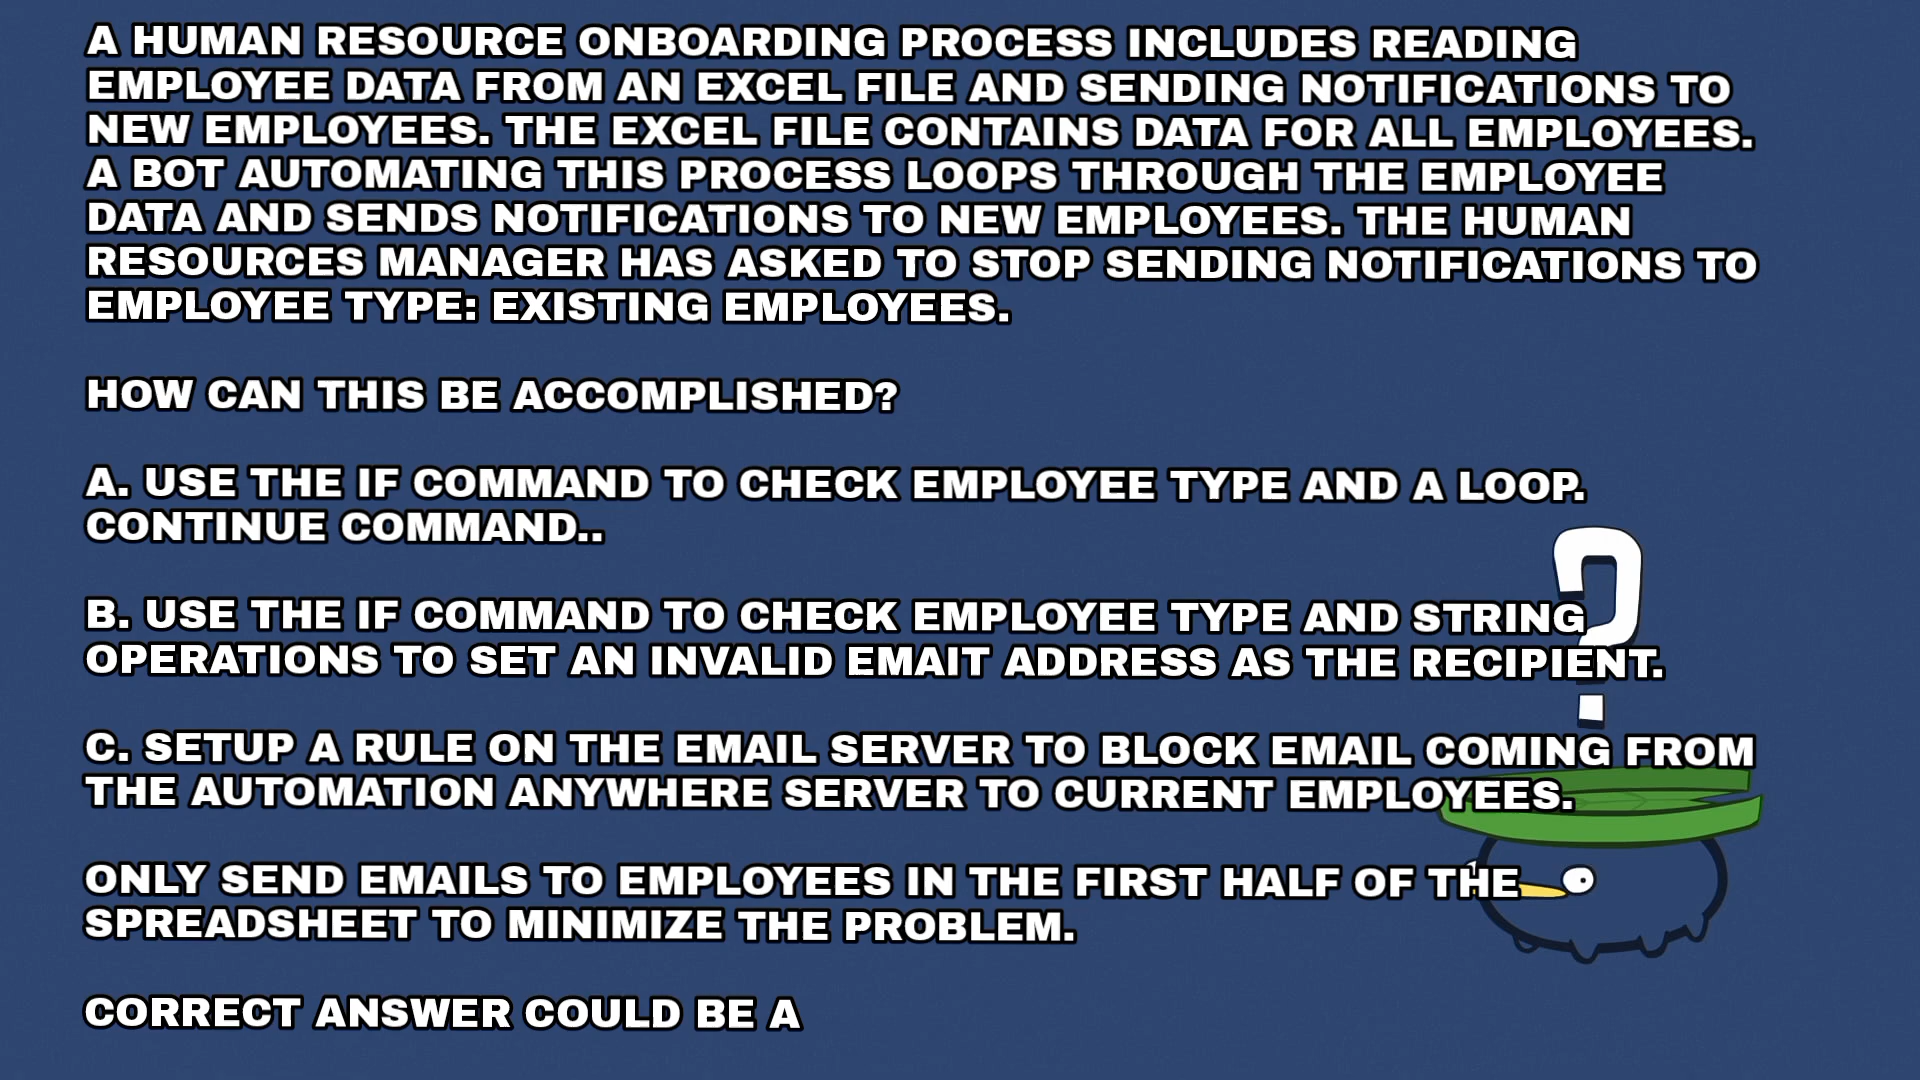 A HUMAN RESOURCE ONBOARDING PROCESS INCLUDES READING
EMPLOYEE DATA FROM AN EXCEL FILE AND SENDING NOTIFICATIONS TO
NEW EMPLOYEES. THE EXCEL FILE CONTAINS DATA FOR ALL EMPLOYEES.
A BOT AUTOMATING THIS PROCESS LOOPS THROUGH THE EMPLOYEE
DATA AND SENDS NOTIFICATIONS TO NEW EMPLOYEES. THE HUMAN
RESOURCES MANAGER HAS ASKED TO STOP SENDING NOTIFICATIONS TO
EMPLOYEE TYPE: EXISTING EMPLOYEES.
HOW CAN THIS BE ACCOMPLISHED?
A. USE THE IF COMMAND TO CHECK EMPLOYEE TYPE AND A LOOP.
CONTINUE COMMAND..
B. USE THE IF COMMAND TO CHECK EMPLOYEE TYPE AND STRING
OPERATIONS TO SET AN INVALID EMAIT ADDRESS AS THE RECIPIENT.
C. SETUP A RULE ON THE EMAIL SERVER TO BLOCK EMAIL COMING FROM
THE AUTOMATION ANYWHERE SERVER TO CURRENT EMPLOYEES.
ONLY SEND EMAILS TO EMPLOYEES IN THE FIRST HALF OF THE
SPREADSHEET TO MINIMIZE THE PROBLEM.
CORRECT ANSWER COULD BE A